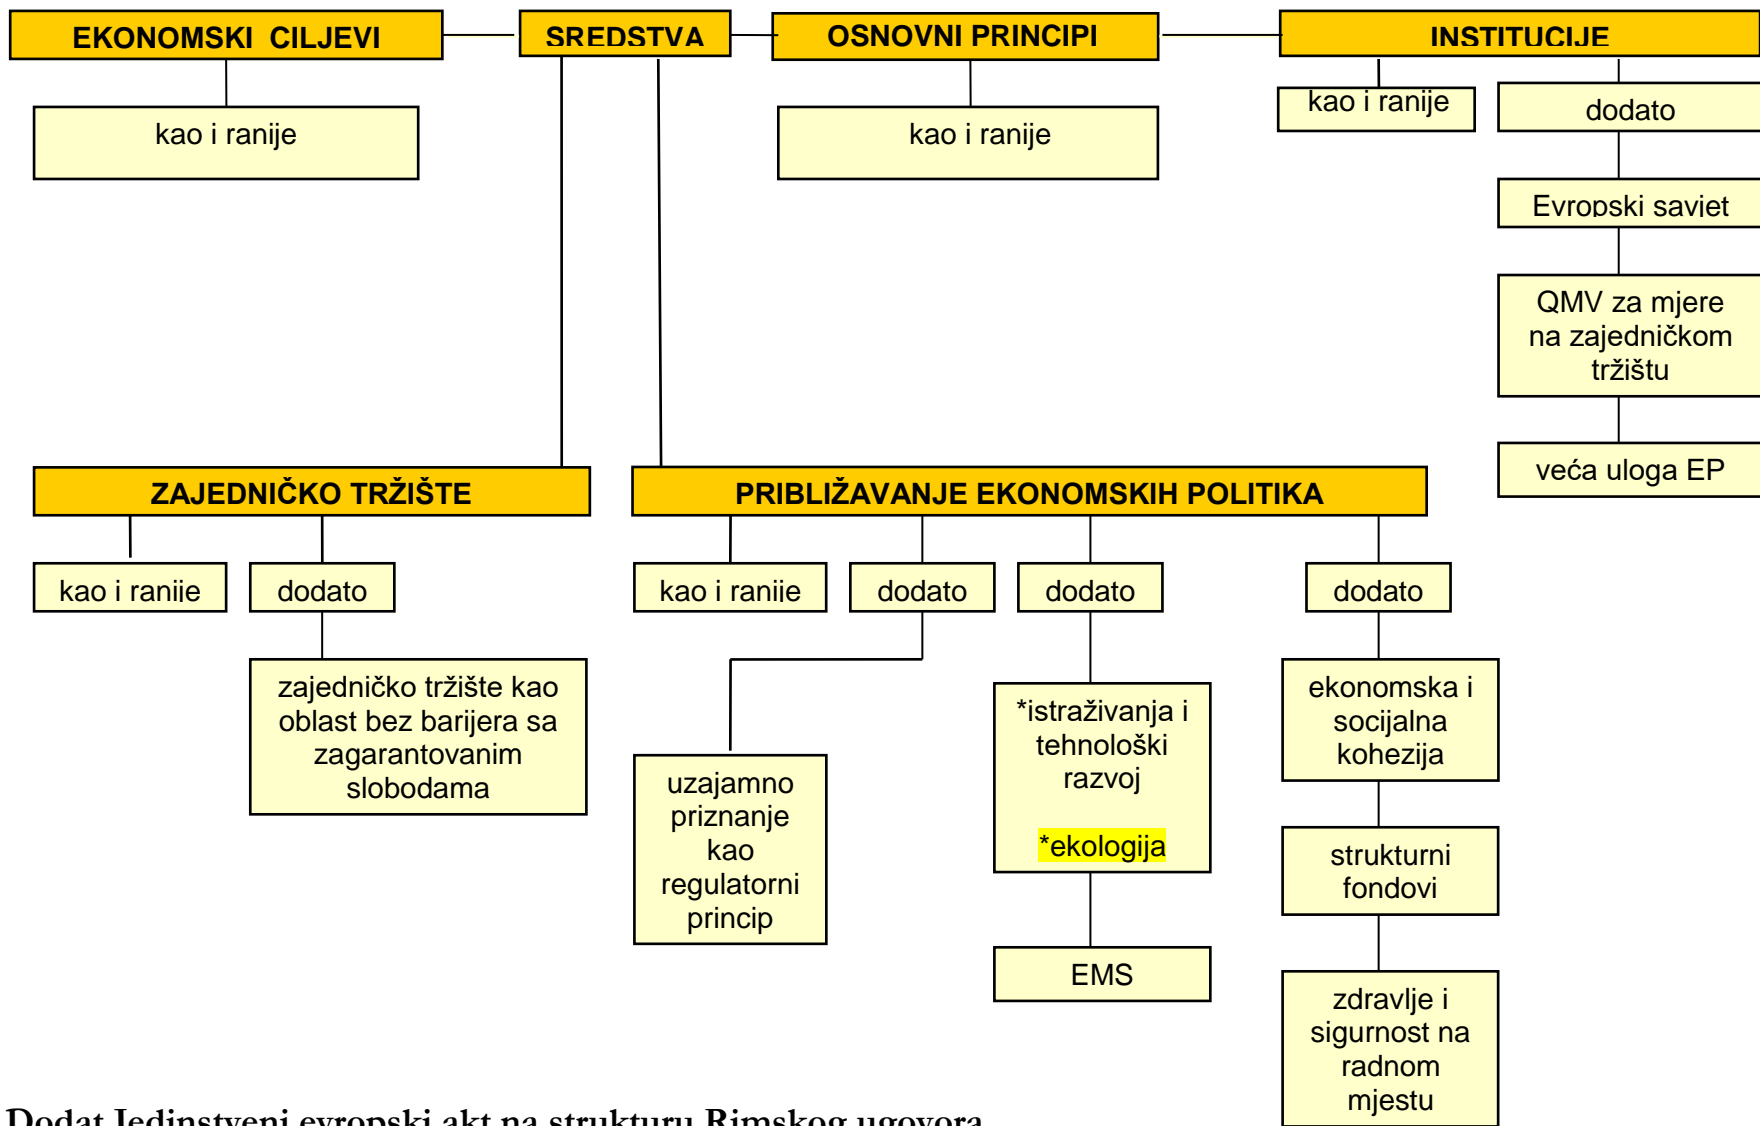 EKONOMSKI CILJEVI
SREDSTVA
OSNOVNI PRINCIPI
INSTITUCIJE
kao i ranije
kao i ranije
kao i ranije
dodato
Evropski savjet
QMV za mjere
na zajedničkom
tržištu
veća uloga EP
ZAJEDNIČKO TRŽIŠTE
PRIBLIŽAVANJE EKONOMSKIH POLITIKA
kao i ranije
dodato
kao i ranije
dodato
dodato
dodato
zajedničko tržište kao
oblast bez barijera sa
zagarantovanim
slobodama
uzajamno
priznanje
kao
regulatorni
princip
*istraživanja i
tehnološki
razvoj
*ekologija
EMS
ekonomska i
socijalna
kohezija
strukturni
fondovi
zdravlje i
sigurnost na
radnom
mjestu
Dodat Jedinstveni evropski akt na strukturu Rimskog ugovora